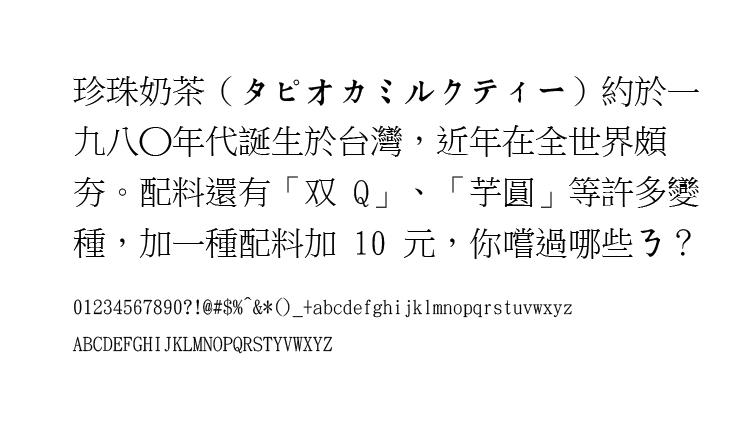 珍珠奶茶（タピオカミルクティー）約於一
九八〇年代誕生於台灣，近年在全世界頗
夯。配料還有「双 Q」、「芋圓」等許多變
種，加一種配料加 10 元，你嚐過哪些ㄋ？
01234567890?!@#$%^&*()_+abcdefghijklmnopqrstuvwxyz
ABCDEFGHIJKLMNOPQRSTYVWXYZ